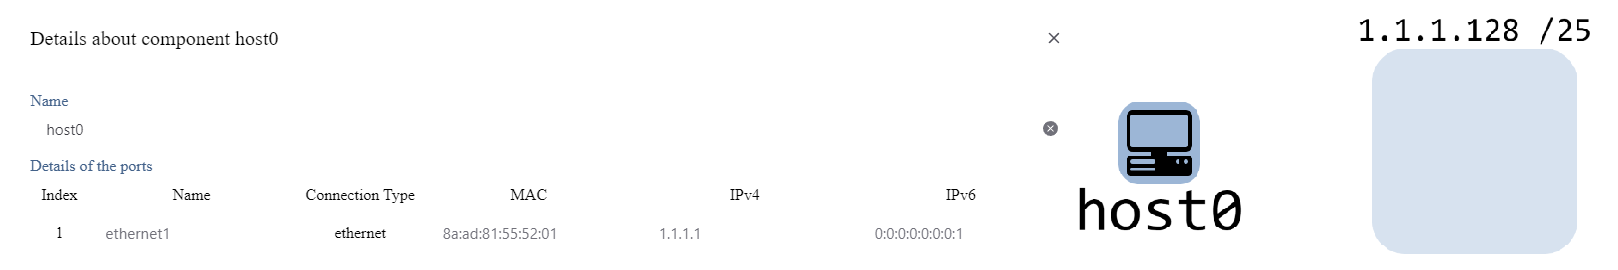 Details about component host0
Name
host0
Details of the ports
Index Name Connection Type MAC IPv4 IPv6
1 ethernet1 ethernet 8a:ad:81:55:52:01 1.1.1.1 0:0:0:0:0:0:0:1
host0
1.1.1.128 /25